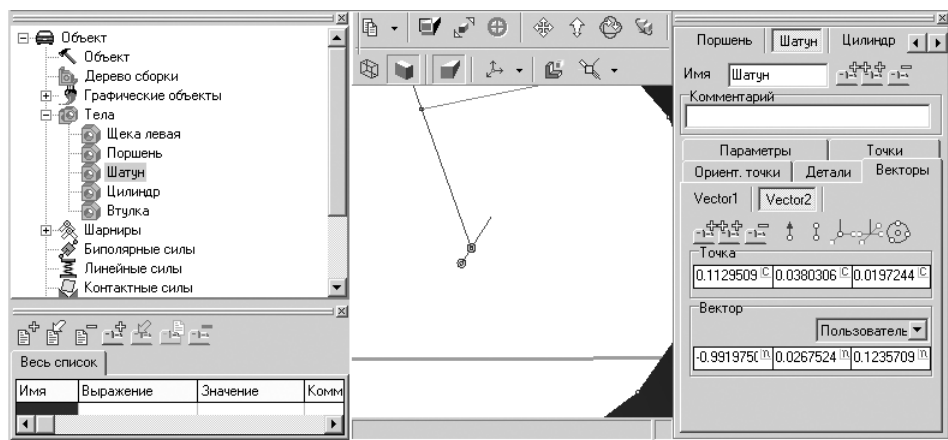 Объект
Объект
Дерево сборки
Графические объекты
Тела
Щека левая
Поршень
Шатун
Цилиндр
Втулка
Шарниры
Биполярные силы
Линейные силы
Контактные силы
Весь список
Имя Выражение Значение Комм
Поршень Шатун Цилиндр
Имя Шатун
Комментарий
Параметры Точки
Ориент. точки Детали Векторы
Vector1 Vector2
Точка
0.1129509 C 0.0380306 C 0.0197244 C
Вектор
Пользователь
-0.991975( п 0.0267524 п 0.1235709 п